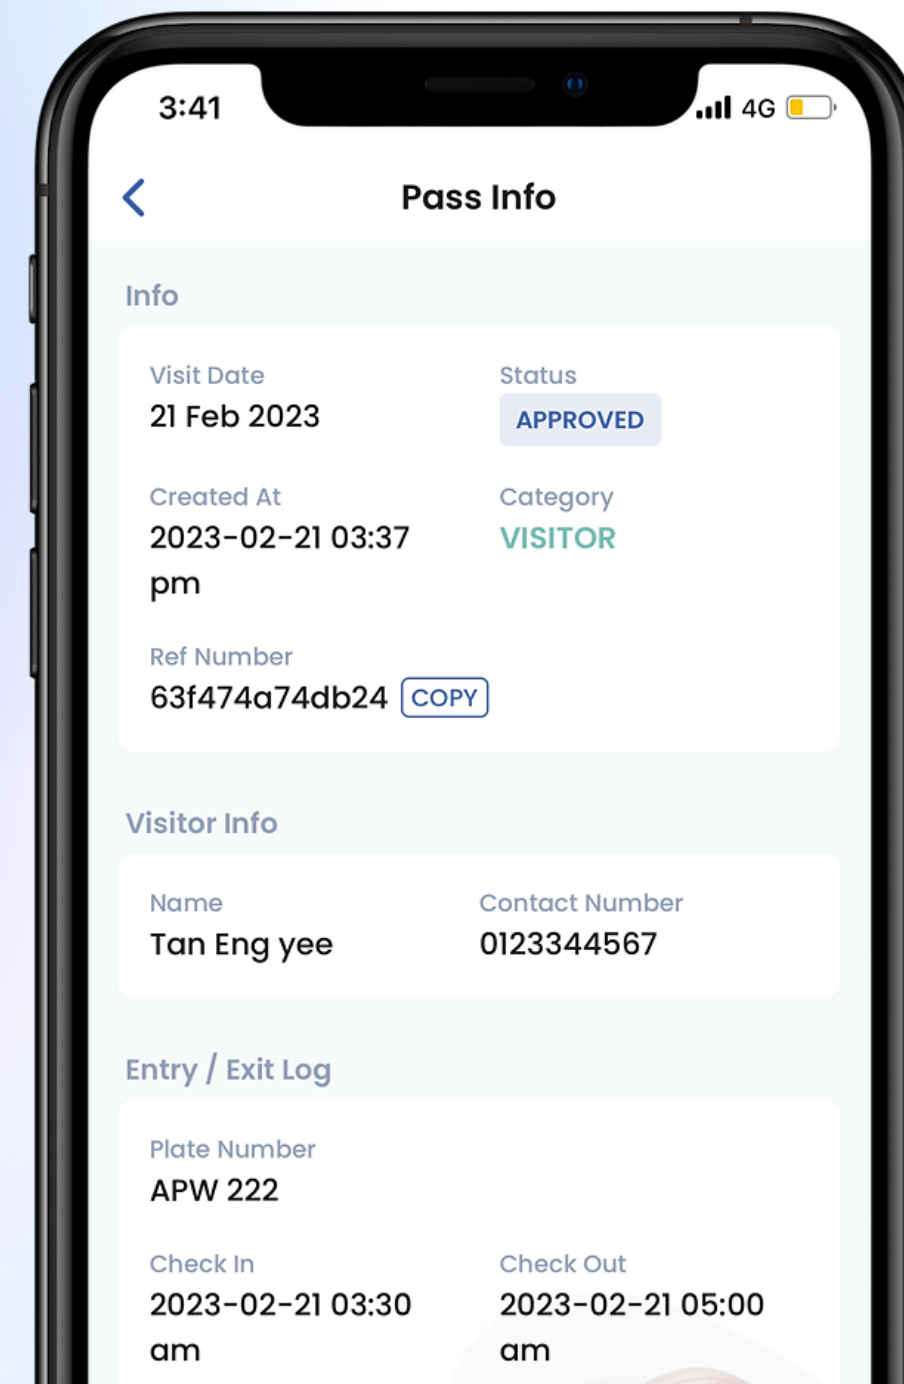 3:41 4G
Pass Info
Info
Visit Date Status
21 Feb 2023 APPROVED
Created At Category
2023-02-21 03:37 VISITOR
pm
Ref Number
63f474a74db24 COPY
Visitor Info
Name Contact Number
Tan Eng yee 0123344567
Entry / Exit Log
Plate Number
APW 222
Check In Check Out
2023-02-21 03:30 2023-02-21 05:00
am am